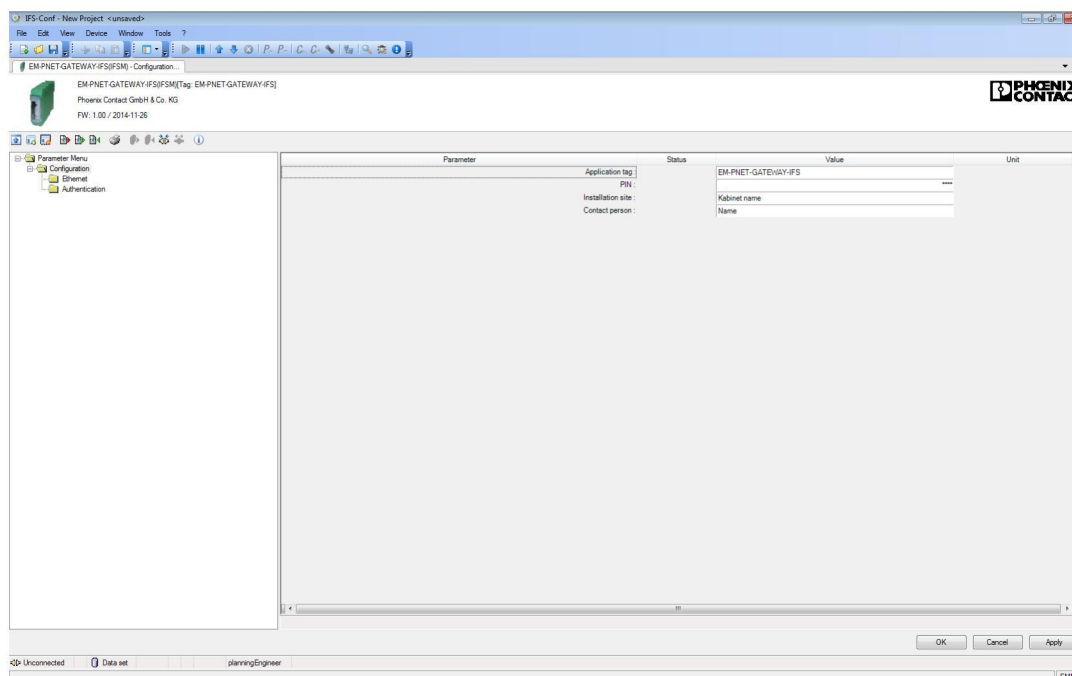 IFS-Conf - New Project <unsaved>
File Edit View Device Window Tools ?
P- P- C- C-
EM-PNET-GATEWAY-IFS(IFSM) - Configuration...
EM-PNET-GATEWAY-IFS(IFSM)[Tag: EM-PNET-GATEWAY-IFS]
Phoenix Contact GmbH & Co. KG
FW: 1.00 / 2014-11-26
PHŒNIX
CONTAC
Parameter Menu
Configuration
Ethernet
Authentication
Parameter Status Value Unit
Application tag : EM-PNET-GATEWAY-IFS
PIN : ****
Installation site : Kabinet name
Contact person : Name
OK Cancel Apply
Unconnected Data set planningEngineer